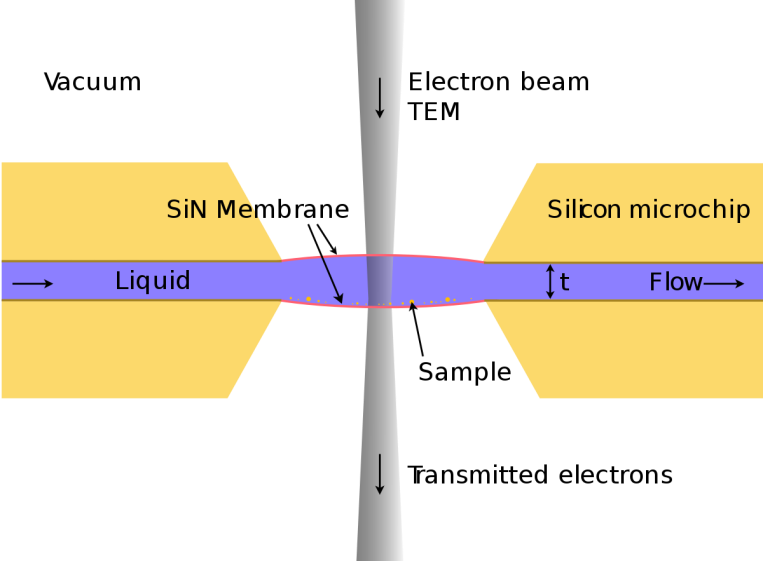 Vacuum
Electron beam
TEM
SiN Membrane
Silicon microchip
Liquid
t
Flow
Sample
Transmitted electrons